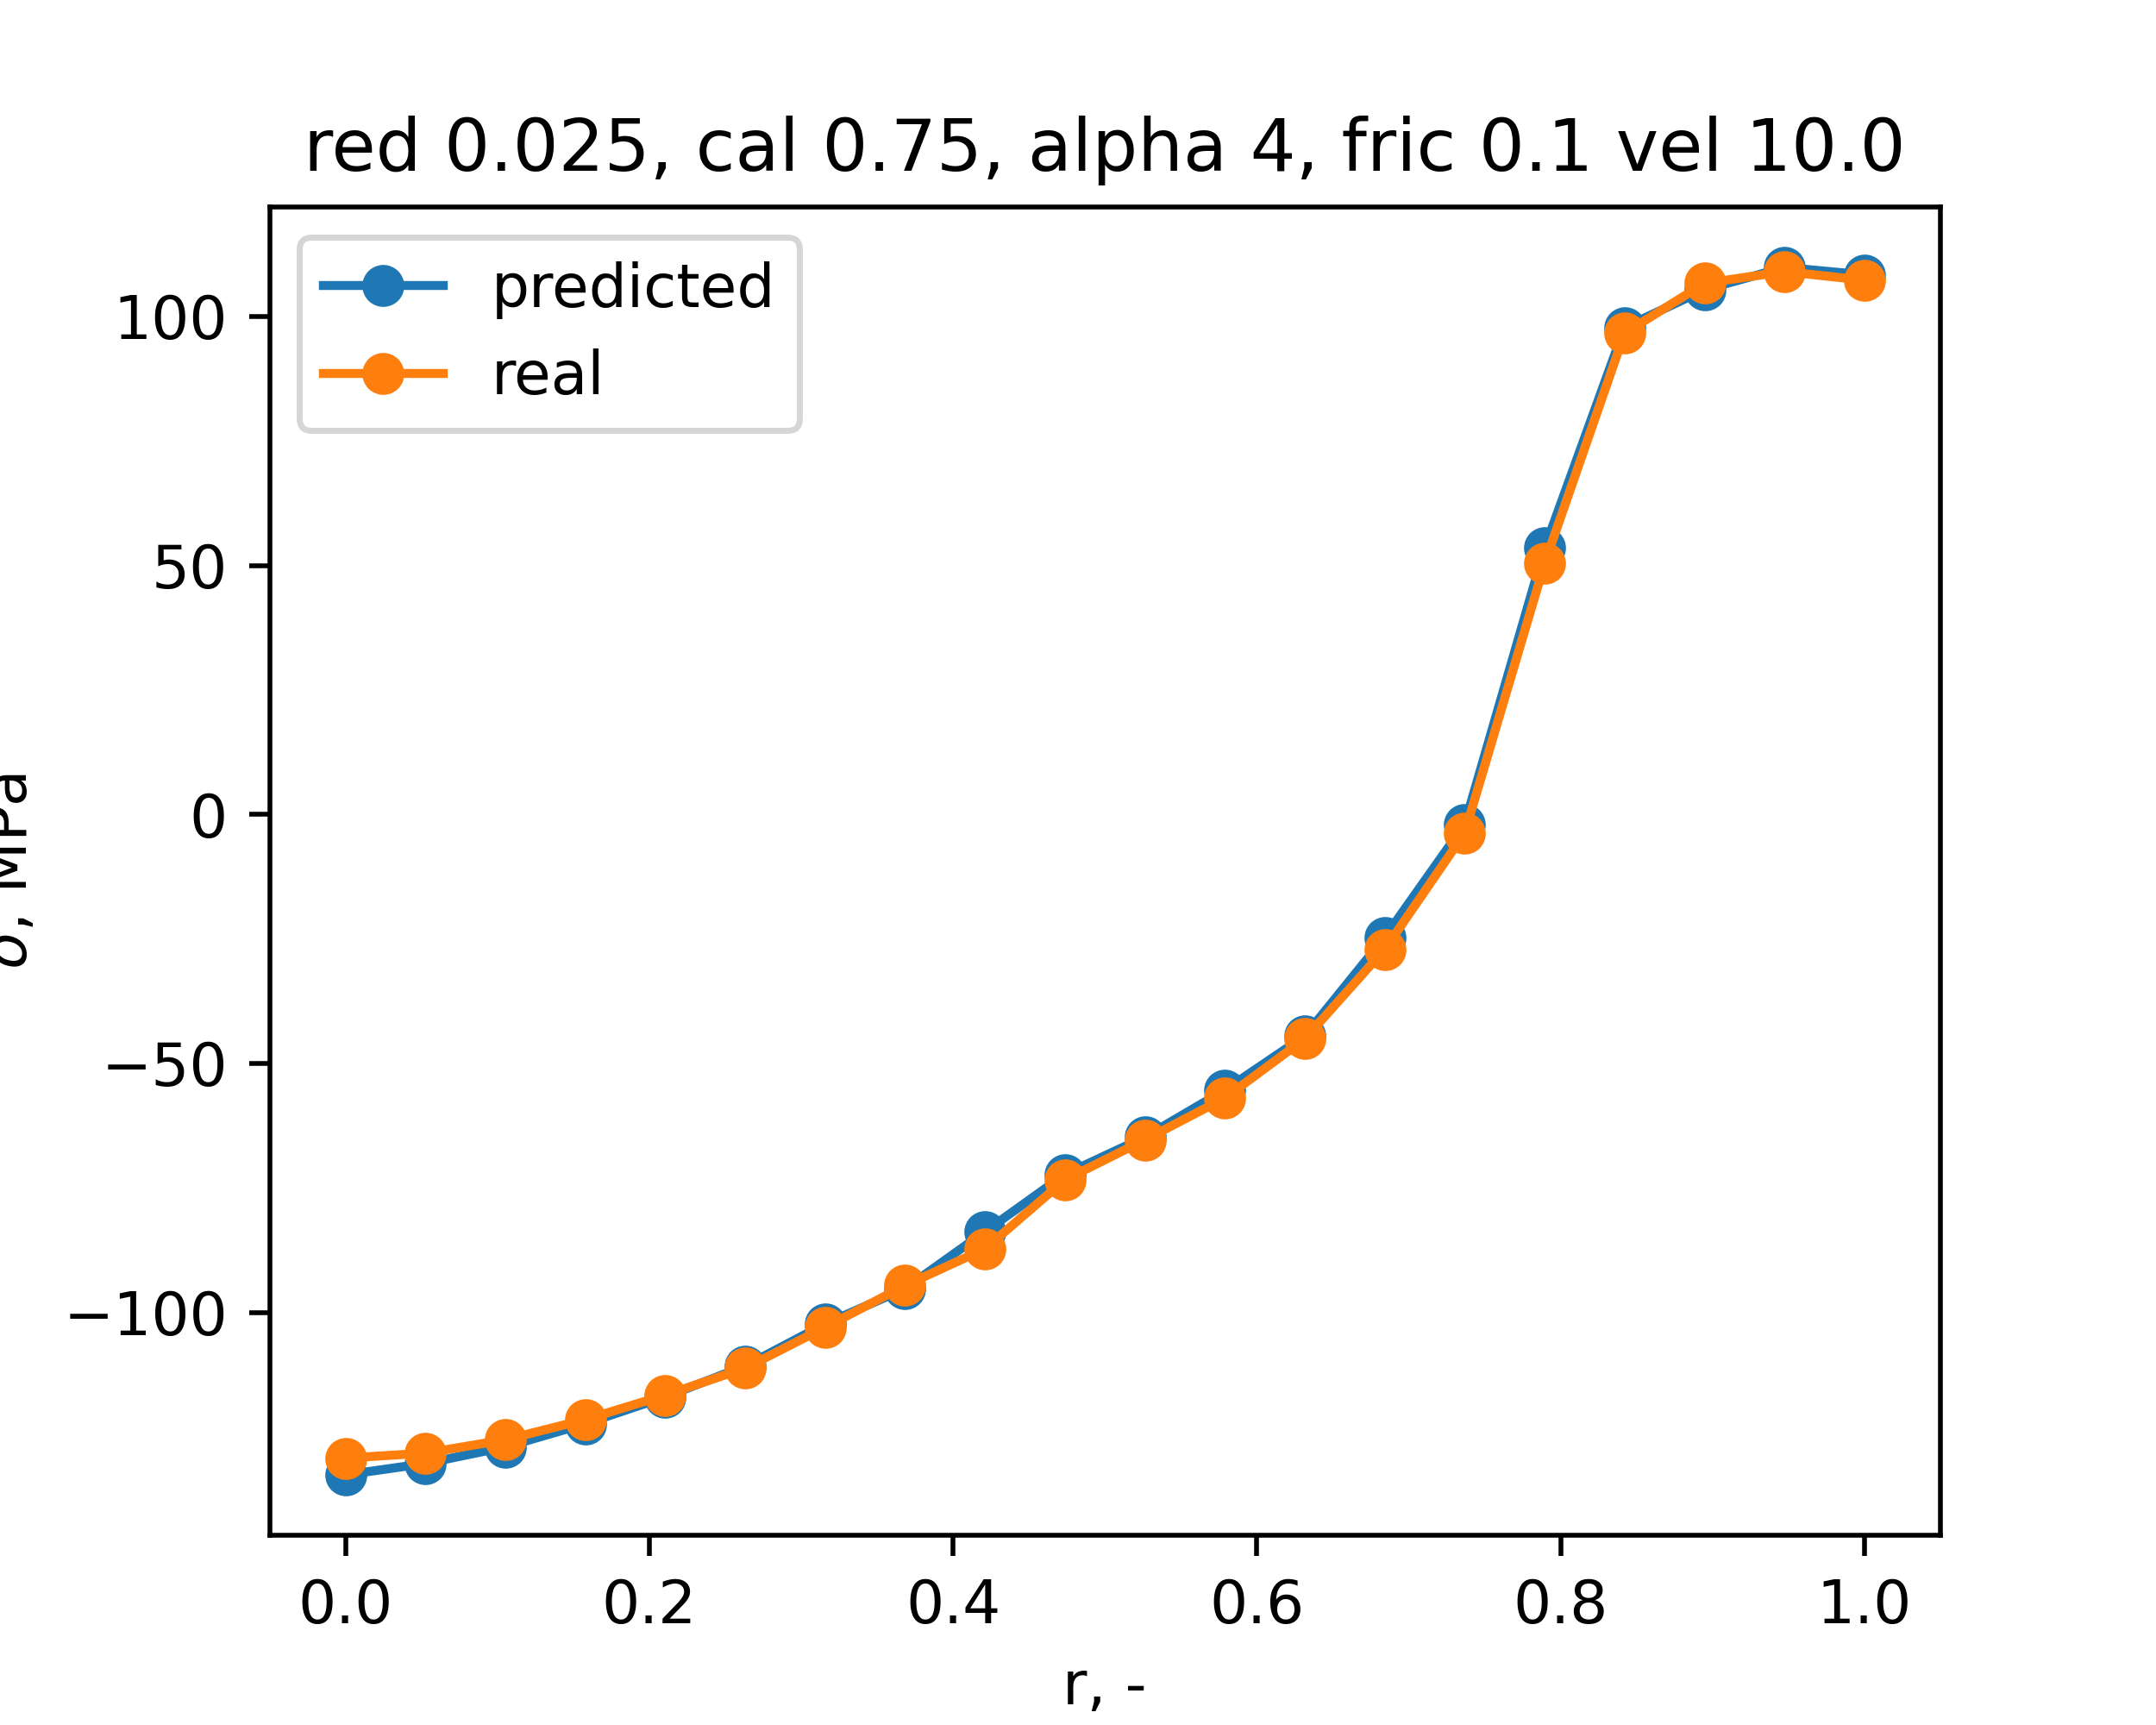 red 0.025, cal 0.75, alpha 4, fric 0.1 vel 10.0
predicted
real
100
50
0
−50
−100
σ, MPa
0.0 0.2 0.4 0.6 0.8 1.0
r, -